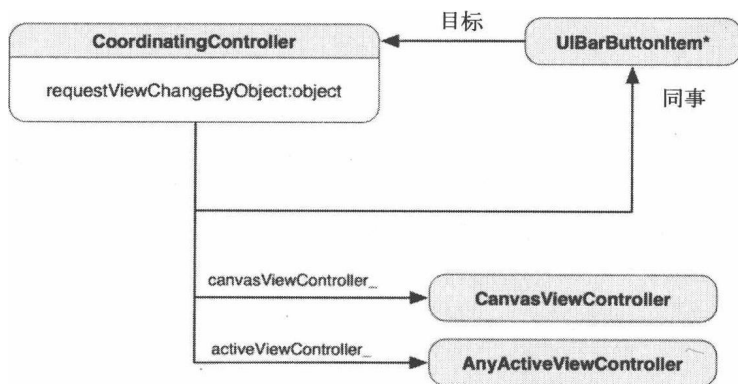 CoordinatingController
requestViewChangeByObject:object
目标
UIBarButtonItem*
同事
canvasViewController_
CanvasViewController
activeViewController_
AnyActiveViewController